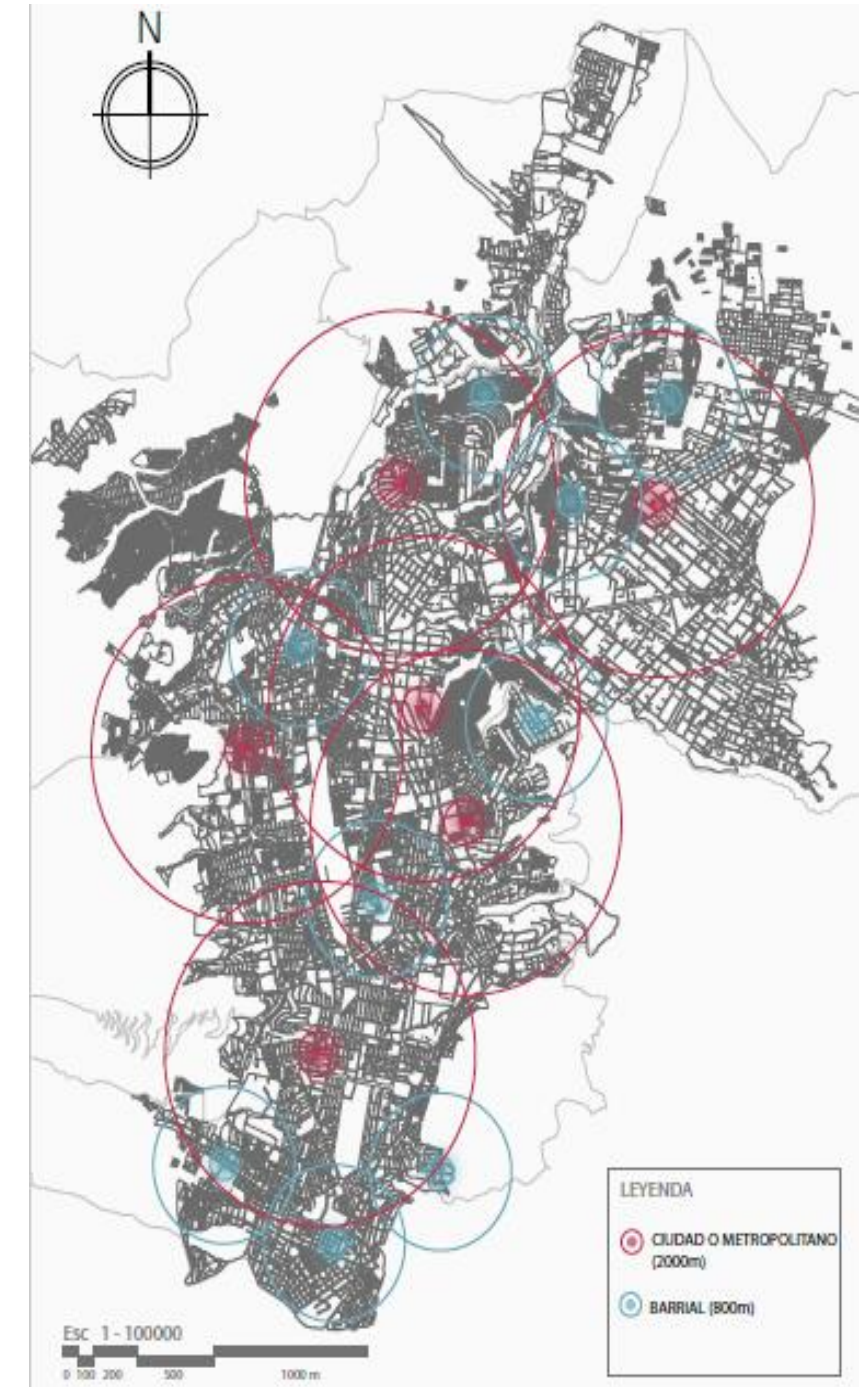 N
LEYENDA
CIUDAD O METROPOLITANO
(2000m)
BARRIAL (800m)
Esc 1 - 100000
0 100 200 500 1000 m